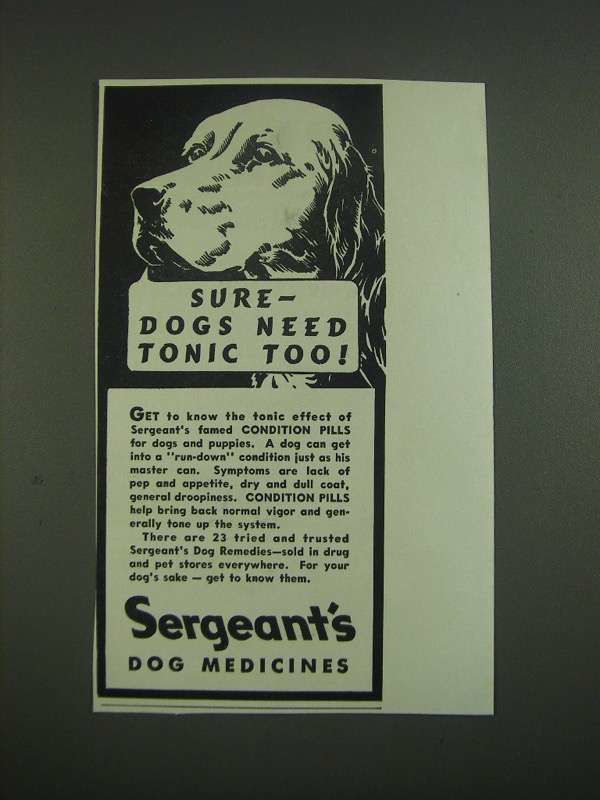 SURE–
DOGS NEED
TONIC TOO!
GET to know the tonic effect of
Sergeant's famed CONDITION PILLS
for dogs and puppies. A dog can get
into a "run-down" condition just as his
master can. Symptoms are lack of
pep and appetite, dry and dull coat,
general droopiness. CONDITION PILLS
help bring back normal vigor and gen-
erally tone up the system.
There are 23 tried and trusted
Sergeant's Dog Remedies—sold in drug
and pet stores everywhere. For your
dog's sake — get to know them.
Sergeant's
DOG MEDICINES